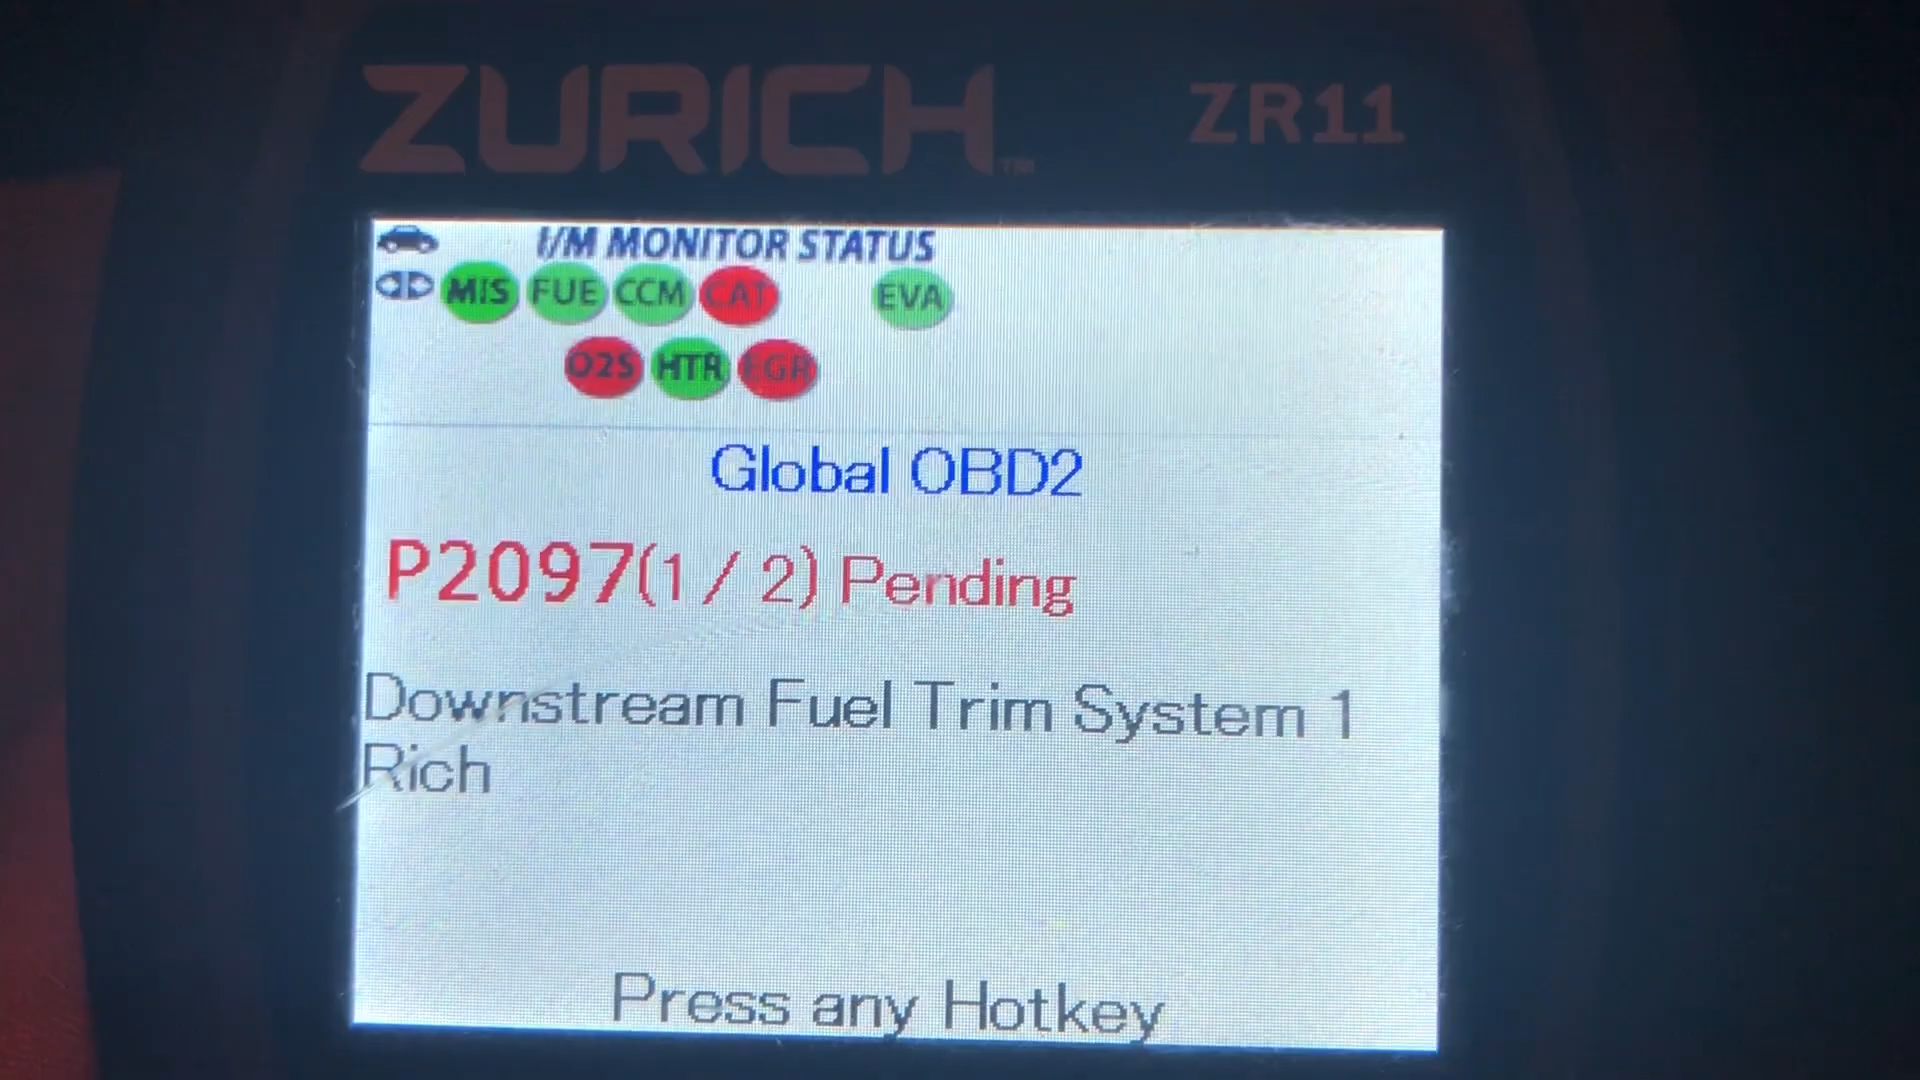 ZURICH™ ZR11
I/M MONITOR STATUS
MIS FUE CCM CAT EVA
O2S HTR EGR
Global OBD2
P2097(1 / 2) Pending
Downstream Fuel Trim System 1
Rich
Press any Hotkey